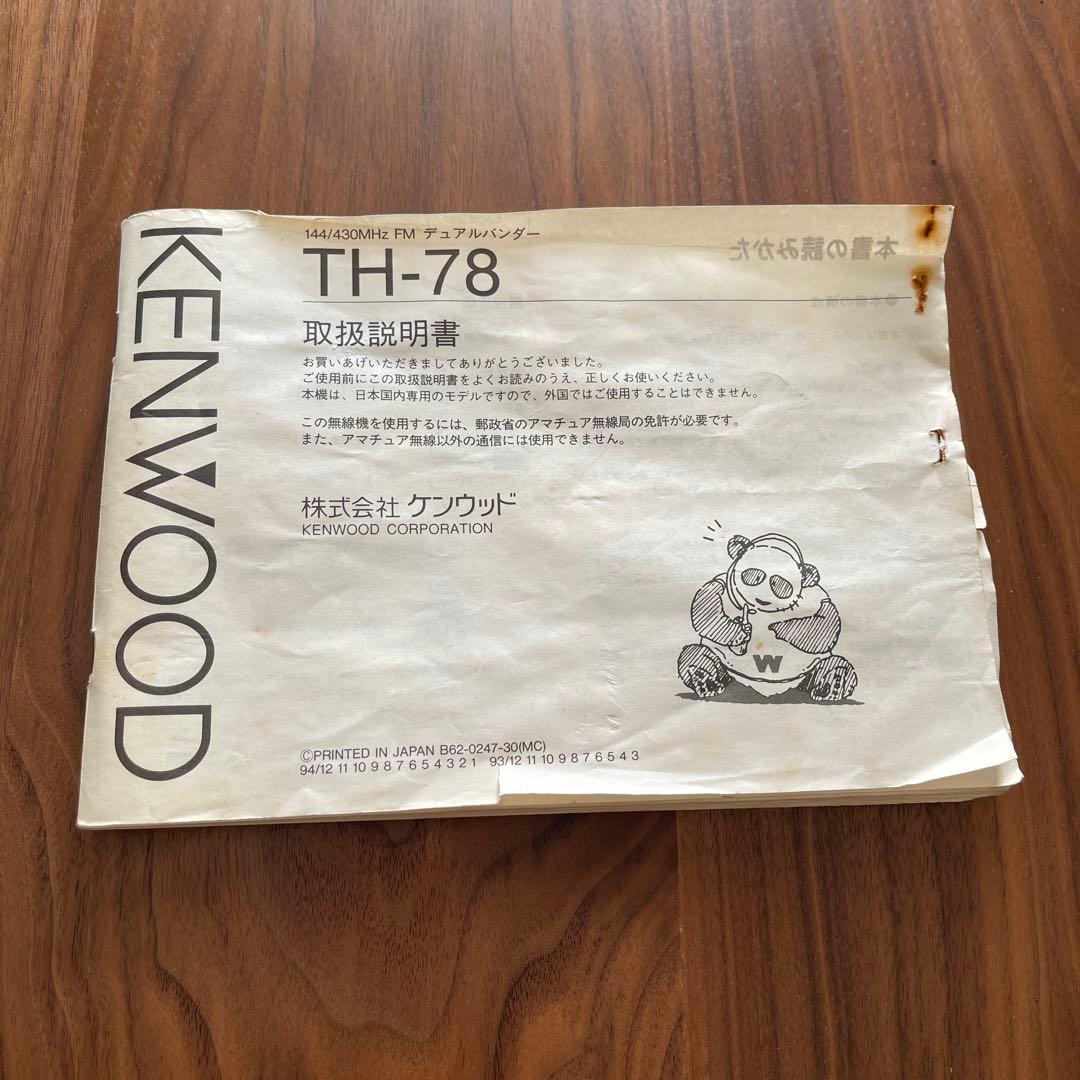 KENWOOD
144/430MHz FM デュアルバンダー
TH-78
取扱説明書
お買いあげいただきましてありがとうございました。
ご使用前にこの取扱説明書をよくお読みのうえ、正しくお使いください。
本機は、日本国内専用のモデルですので、外国ではご使用することはできません。
この無線機を使用するには、郵政省のアマチュア無線局の免許が必要です。
また、アマチュア無線以外の通信には使用できません。
株式会社 ケンウッド
KENWOOD CORPORATION
W
©PRINTED IN JAPAN B62-0247-30(MC)
94/12 11 10 9 8 7 6 5 4 3 2 1 93/12 11 10 9 8 7 6 5 4 3
本書の読みかた